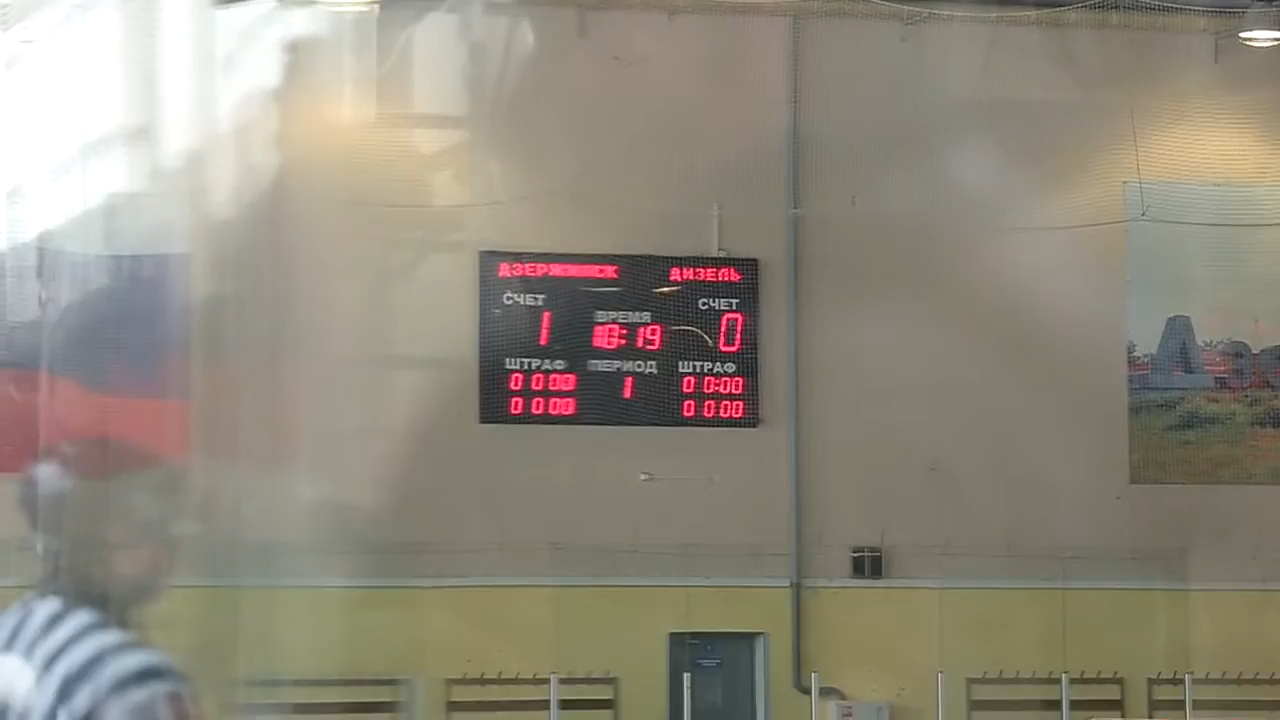 ДЗЕРЖИНСК ДИЗЕЛЬ
СЧЕТ СЧЕТ
ВРЕМЯ
1 10:19 0
ШТРАФ ПЕРИОД ШТРАФ
0 0 00 1 0 0:00
0 0 00 0 0:00